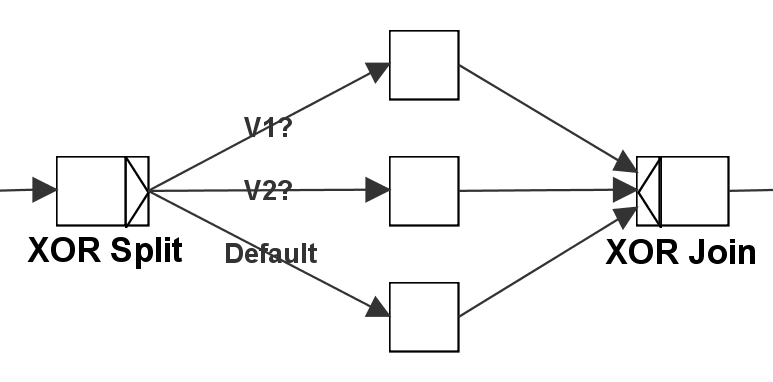 V1?
V2?
XOR Split
Default
XOR Join